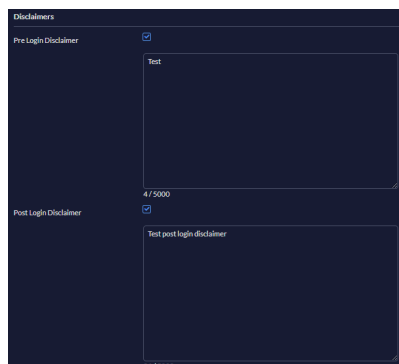 Disclaimers
Pre Login Disclaimer
Test
4 / 5000
Post Login Disclaimer
Test post login disclaimer